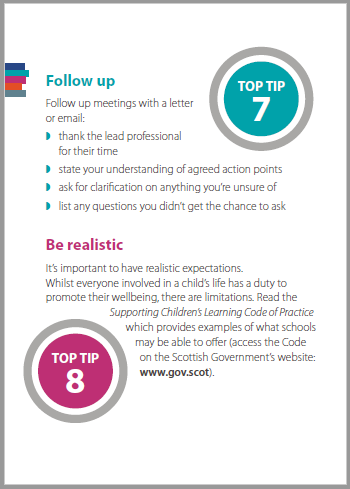 Follow up
TOP TIP
7
Follow up meetings with a letter
or email:
thank the lead professional
for their time
state your understanding of agreed action points
ask for clarification on anything you're unsure of
list any questions you didn't get the chance to ask
Be realistic
It's important to have realistic expectations.
Whilst everyone involved in a child's life has a duty to
promote their wellbeing, there are limitations. Read the
Supporting Children's Learning Code of Practice
which provides examples of what schools
may be able to offer (access the Code
on the Scottish Government's website:
www.gov.scot).
TOP TIP
8